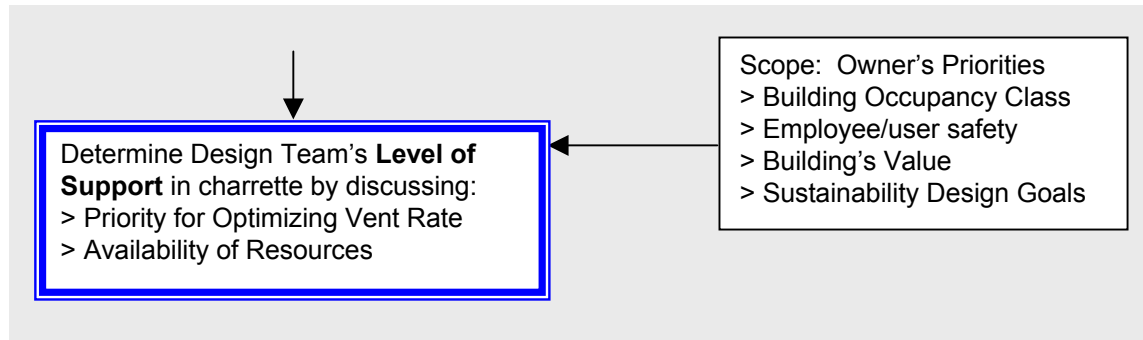 Determine Design Team’s Level of
Support in charrette by discussing:
> Priority for Optimizing Vent Rate
> Availability of Resources
Scope:  Owner’s Priorities
> Building Occupancy Class
> Employee/user safety
> Building’s Value
> Sustainability Design Goals